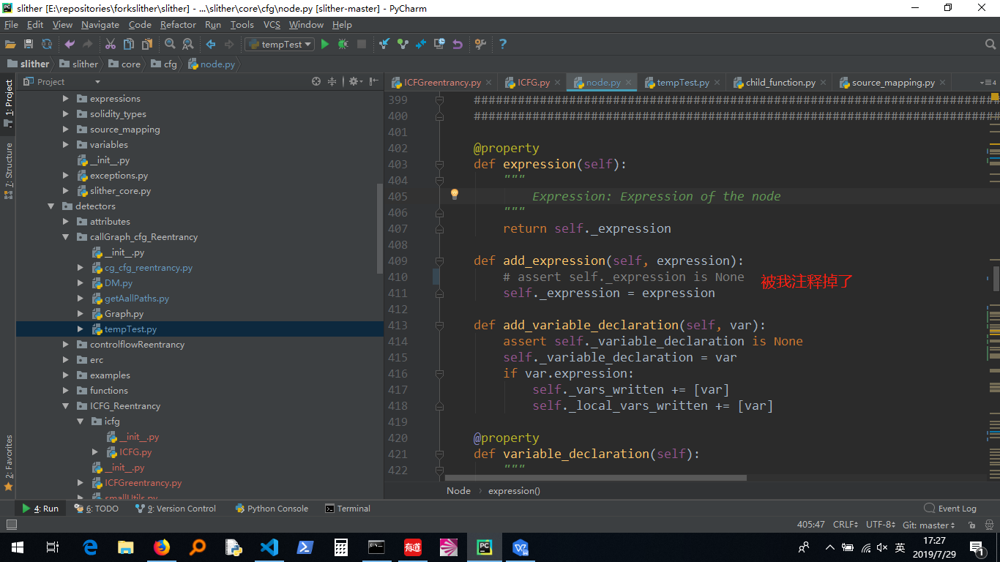 slither [E:\repositories\forkslither\slither] - ...\slither\core\cfg\node.py [slither-master] - PyCharm
File Edit View Navigate Code Refactor Run Tools VCS Window Help
tempTest
slither slither core cfg node.py
Project
ICFGreentrancy.py ICFG.py node.py tempTest.py child_function.py source_mapping.py
4
1: Project
7: Structure
2: Favorites
expressions
solidity_types
source_mapping
variables
__init__.py
exceptions.py
slither_core.py
detectors
attributes
callGraph_cfg_Reentrancy
__init__.py
cg_cfg_reentrancy.py
DM.py
getAallPaths.py
Graph.py
tempTest.py
controlflowReentrancy
erc
examples
functions
ICFG_Reentrancy
icfg
__init__.py
ICFG.py
__init__.py
ICFGreentrancy.py
smallUtils.py
399 ########################################################################
400 ########################################################################
401
402 @property
403 def expression(self):
404 """
405 Expression: Expression of the node
406 """
407 return self._expression
408
409 def add_expression(self, expression):
410 # assert self._expression is None
被我注释掉了
411 self._expression = expression
412
413 def add_variable_declaration(self, var):
414 assert self._variable_declaration is None
415 self._variable_declaration = var
416 if var.expression:
417 self._vars_written += [var]
418 self._local_vars_written += [var]
419
420 @property
421 def variable_declaration(self):
422 """
Node expression()
4: Run 6: TODO 9: Version Control Python Console Terminal Event Log
405:47 CRLF UTF-8 Git: master
有道
英
17:27
2019/7/29
1